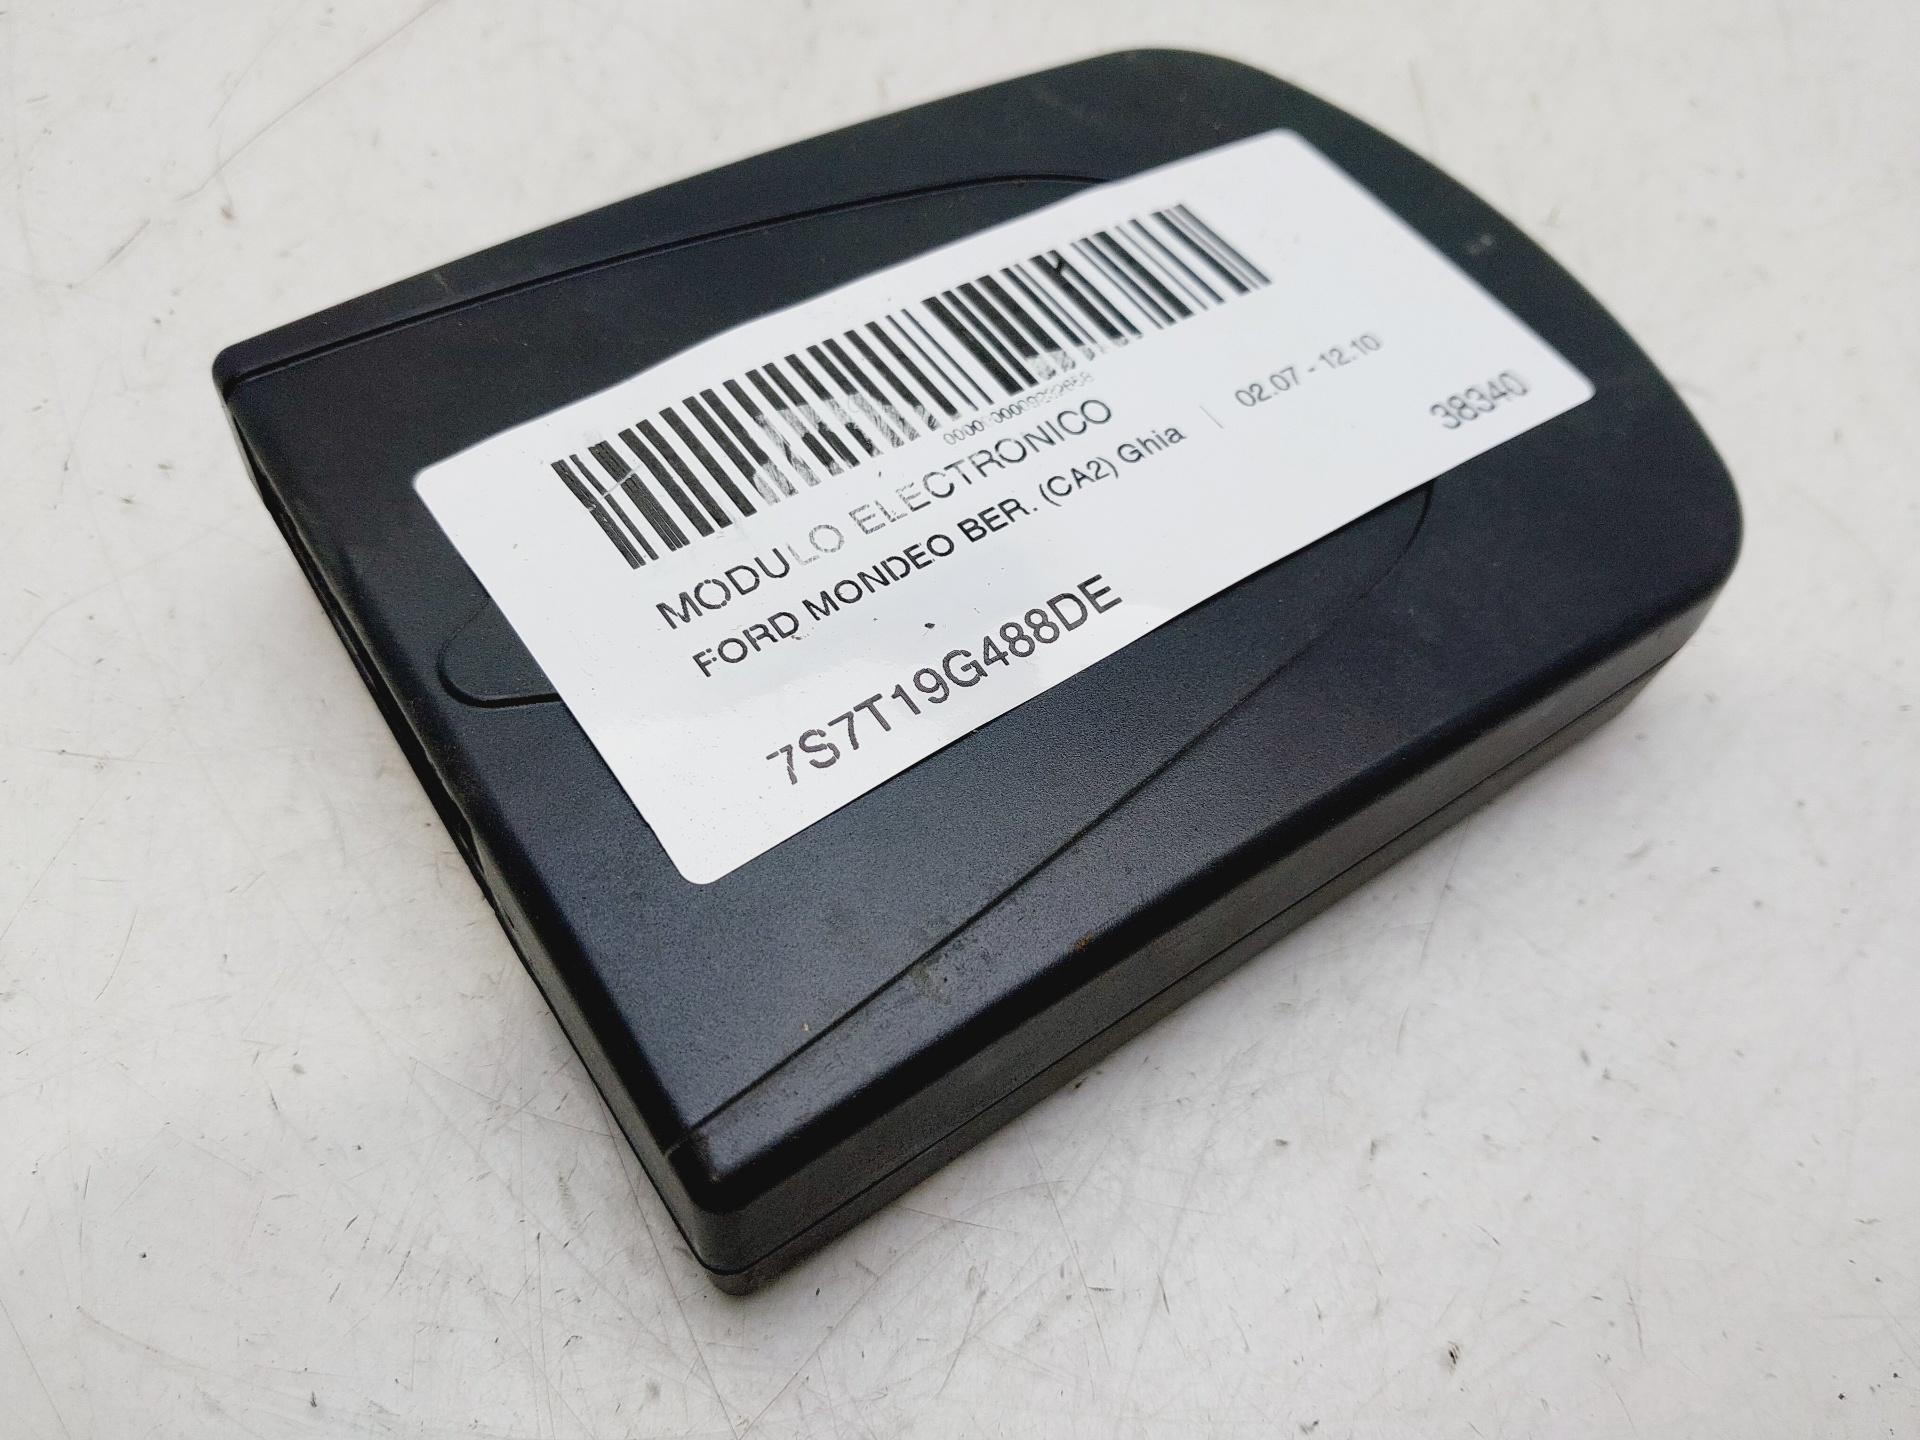 MODULO ELECTRONICO
FORD MONDEO BER. (CA2) Ghia | 02.07 - 12.10
7S7T19G488DE
38340